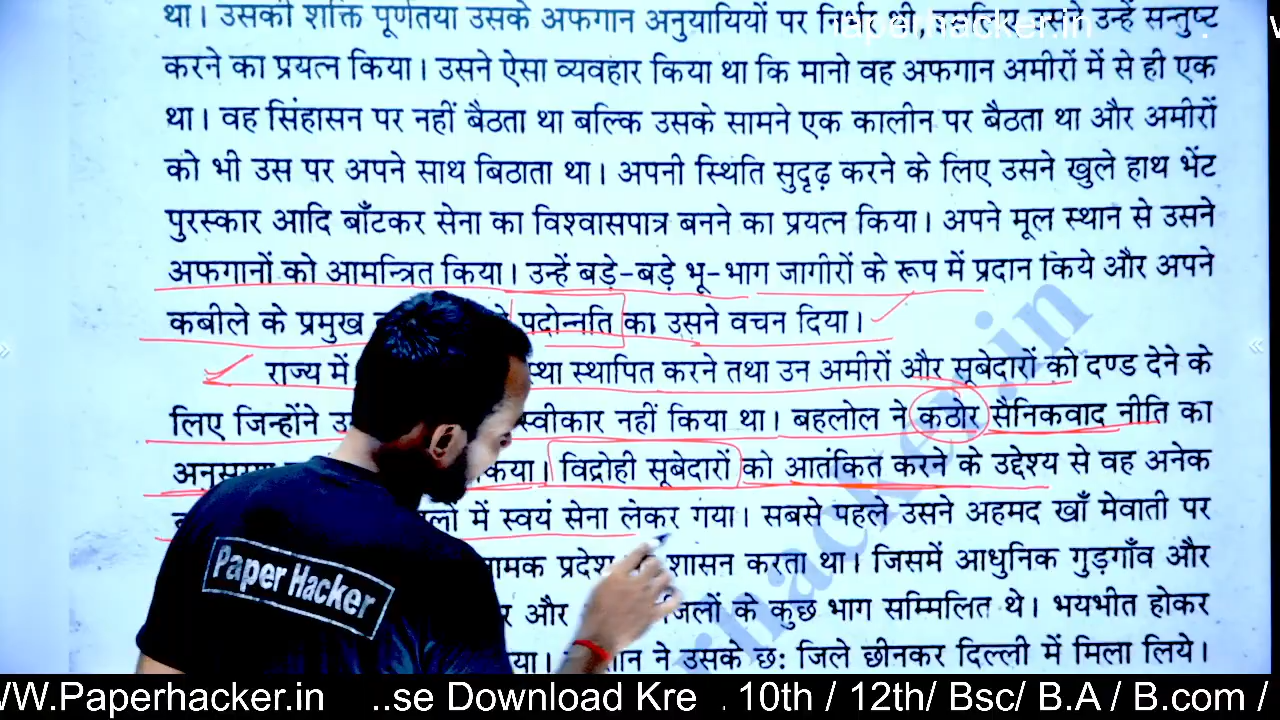 था। उसकी शक्ति पूर्णतया उसके अफगान अनुयायियों पर निर्भर थी, इसलिए उसने उन्हें सन्तुष्ट
करने का प्रयत्न किया। उसने ऐसा व्यवहार किया था कि मानो वह अफगान अमीरों में से ही एक
था। वह सिंहासन पर नहीं बैठता था बल्कि उसके सामने एक कालीन पर बैठता था और अमीरों
को भी उस पर अपने साथ बिठाता था। अपनी स्थिति सुदृढ़ करने के लिए उसने खुले हाथ भेंट
पुरस्कार आदि बाँटकर सेना का विश्वासपात्र बनने का प्रयत्न किया। अपने मूल स्थान से उसने
अफगानों को आमन्त्रित किया। उन्हें बड़े-बड़े भू-भाग जागीरों के रूप में प्रदान किये और अपने
कबीले के प्रमुख पदोन्नति का उसने वचन दिया।
राज्य में स्थापित करने तथा उन अमीरों और सूबेदारों को दण्ड देने के
लिए जिन्होंने स्वीकार नहीं किया था। बहलोल ने कठोर सैनिकवाद नीति का
किया। विद्रोही सूबेदारों को आतंकित करने के उद्देश्य से वह अनेक
में स्वयं सेना लेकर गया। सबसे पहले उसने अहमद खाँ मेवाती पर
शासन करता था। जिसमें आधुनिक गुड़गाँव और
और के कुछ भाग सम्मिलित थे। भयभीत होकर
ने उसके छः जिले छीनकर दिल्ली में मिला लिये।
Paper Hacker
WW.Paperhacker.in ..se Download Kre . 10th / 12th/ Bsc/ B.A / B.com /